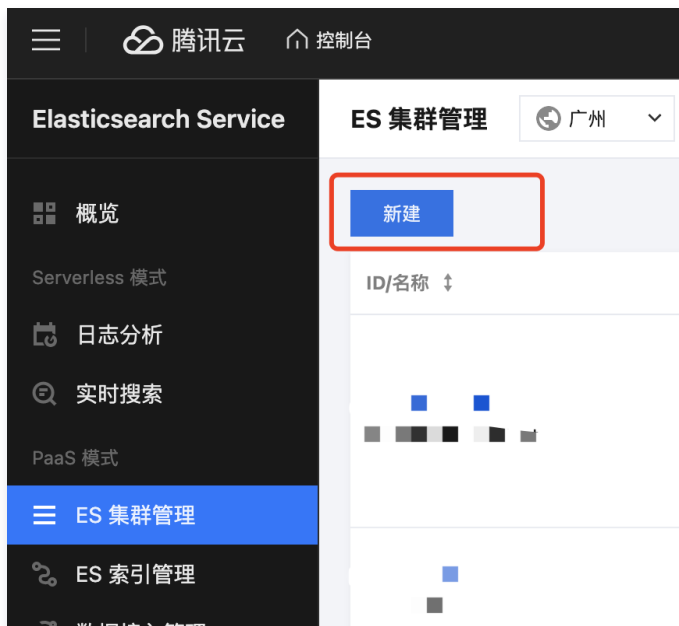 腾讯云 控制台
Elasticsearch Service
ES 集群管理 广州
新建
概览
Serverless 模式
ID/名称
日志分析
实时搜索
PaaS 模式
ES 集群管理
ES 索引管理